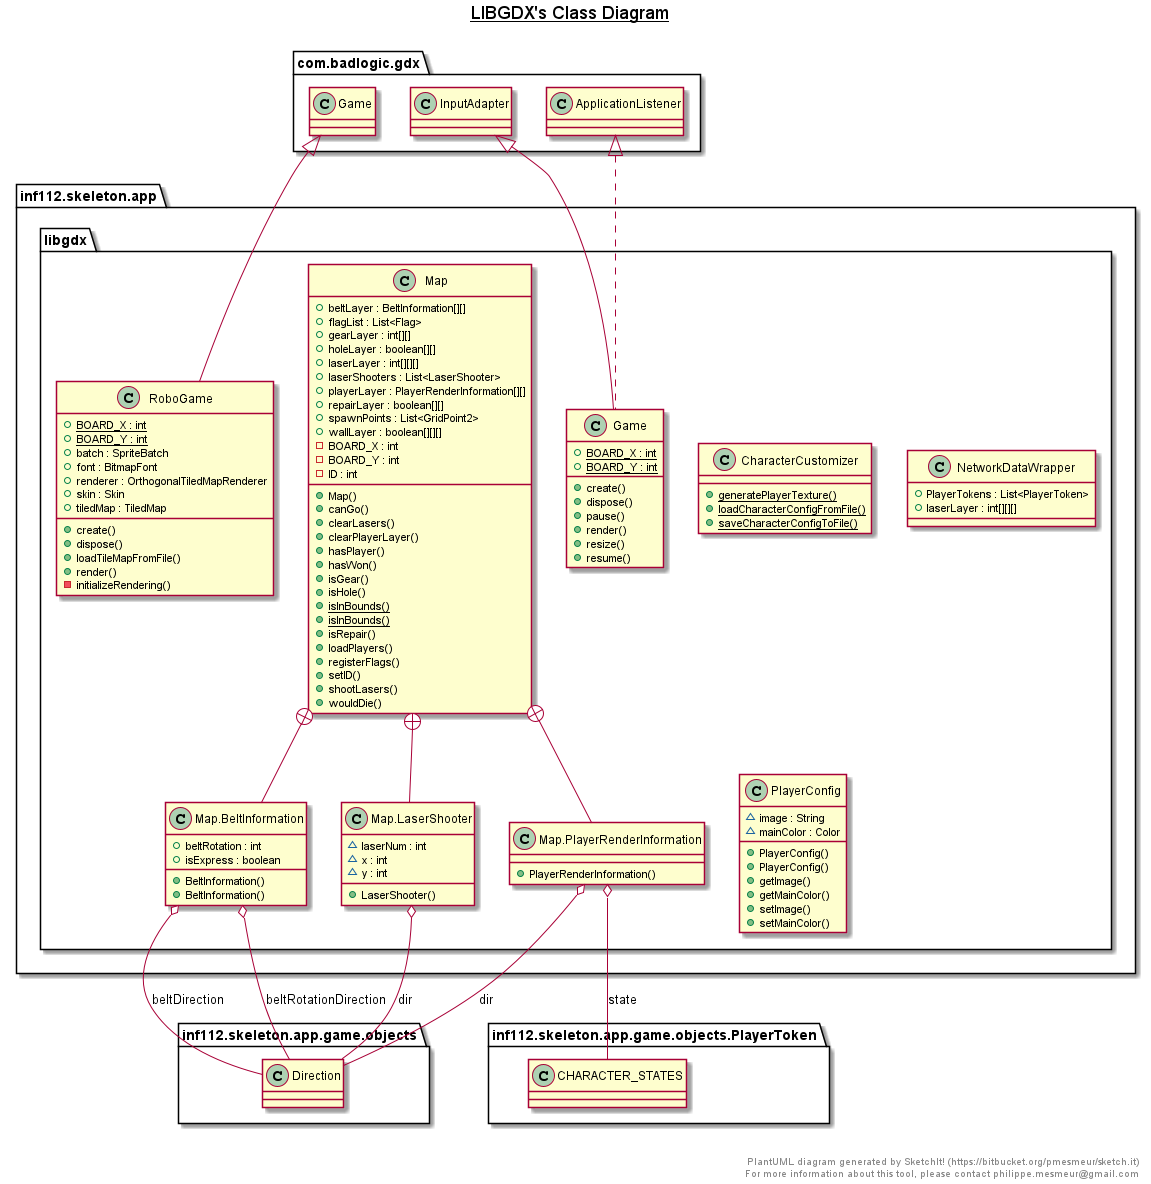 LIBGDX's Class Diagram
com.badlogic.gdx
C Game
C InputAdapter
C ApplicationListener
inf112.skeleton.app
libgdx
C Map
beltLayer : BeltInformation[][]
flagList : List<Flag>
gearLayer : int[][]
holeLayer : boolean[][]
laserLayer : int[][][]
laserShooters : List<LaserShooter>
playerLayer : PlayerRenderInformation[][]
repairLayer : boolean[][]
spawnPoints : List<GridPoint2>
wallLayer : boolean[][][]
BOARD_X : int
BOARD_Y : int
ID : int
Map()
canGo()
clearLasers()
clearPlayerLayer()
hasPlayer()
hasWon()
isGear()
isHole()
isInBounds()
isInBounds()
isRepair()
loadPlayers()
registerFlags()
setID()
shootLasers()
wouldDie()
C RoboGame
BOARD_X : int
BOARD_Y : int
batch : SpriteBatch
font : BitmapFont
renderer : OrthogonalTiledMapRenderer
skin : Skin
tiledMap : TiledMap
create()
dispose()
loadTileMapFromFile()
render()
initializeRendering()
C Game
BOARD_X : int
BOARD_Y : int
create()
dispose()
pause()
render()
resize()
resume()
C CharacterCustomizer
generatePlayerTexture()
loadCharacterConfigFromFile()
saveCharacterConfigToFile()
C NetworkDataWrapper
PlayerTokens : List<PlayerToken>
laserLayer : int[][][]
C Map.BeltInformation
beltRotation : int
isExpress : boolean
BeltInformation()
BeltInformation()
C Map.LaserShooter
laserNum : int
x : int
y : int
LaserShooter()
C Map.PlayerRenderInformation
PlayerRenderInformation()
C PlayerConfig
image : String
mainColor : Color
PlayerConfig()
PlayerConfig()
getImage()
getMainColor()
setImage()
setMainColor()
beltDirection
beltRotationDirection
dir
dir
state
inf112.skeleton.app.game.objects
C Direction
inf112.skeleton.app.game.objects.PlayerToken
C CHARACTER_STATES
PlantUML diagram generated by SketchIt! (https://bitbucket.org/pmesmeur/sketch.it)
For more information about this tool, please contact philippe.mesmeur@gmail.com